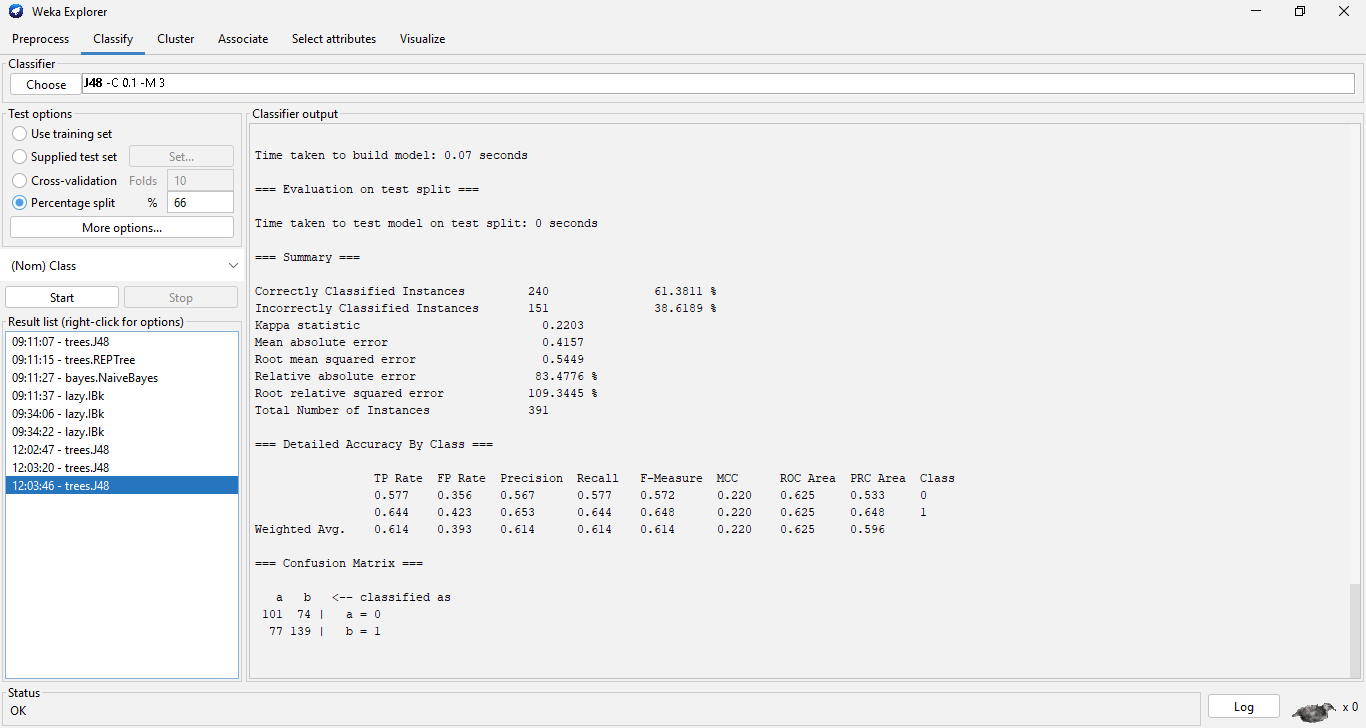 Weka Explorer
Preprocess Classify Cluster Associate Select attributes Visualize
Classifier
Choose J48 -C 0.1 -M 3
Test options
Use training set
Supplied test set Set...
Cross-validation Folds 10
Percentage split % 66
More options...
(Nom) Class
Start Stop
Result list (right-click for options)
09:11:07 - trees.J48
09:11:15 - trees.REPTree
09:11:27 - bayes.NaiveBayes
09:11:37 - lazy.IBk
09:34:06 - lazy.IBk
09:34:22 - lazy.IBk
12:02:47 - trees.J48
12:03:20 - trees.J48
12:03:46 - trees.J48
Classifier output
Time taken to build model: 0.07 seconds
=== Evaluation on test split ===
Time taken to test model on test split: 0 seconds
=== Summary ===
Correctly Classified Instances 240 61.3811 %
Incorrectly Classified Instances 151 38.6189 %
Kappa statistic 0.2203
Mean absolute error 0.4157
Root mean squared error 0.5449
Relative absolute error 83.4776 %
Root relative squared error 109.3445 %
Total Number of Instances 391
=== Detailed Accuracy By Class ===
TP Rate FP Rate Precision Recall F-Measure MCC ROC Area PRC Area Class
0.577 0.356 0.567 0.577 0.572 0.220 0.625 0.533 0
0.644 0.423 0.653 0.644 0.648 0.220 0.625 0.648 1
Weighted Avg. 0.614 0.393 0.614 0.614 0.614 0.220 0.625 0.596
=== Confusion Matrix ===
a b <-- classified as
101 74 | a = 0
77 139 | b = 1
Status
OK
Log x 0